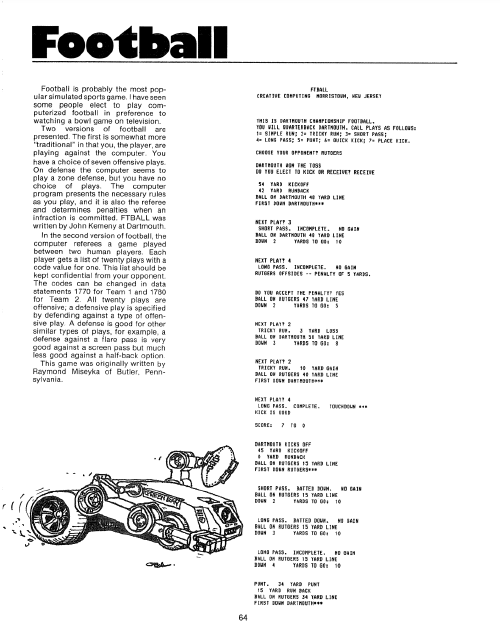 Football
Football is probably the most pop-
ular simulated sports game. I have seen
some people elect to play com-
puterized football in preference to
watching a bowl game on television.
Two versions of football are
presented. The first is somewhat more
"traditional" in that you, the player, are
playing against the computer. You
have a choice of seven offensive plays.
On defense the computer seems to
play a zone defense, but you have no
choice of plays. The computer
program presents the necessary rules
as you play, and it is also the referee
and determines penalties when an
infraction is committed. FTBALL was
written by John Kemeny at Dartmouth.
In the second version of football, the
computer referees a game played
between two human players. Each
player gets a list of twenty plays with a
code value for one. This list should be
kept confidential from your opponent.
The codes can be changed in data
statements 1770 for Team 1 and 1780
for Team 2. All twenty plays are
offensive; a defensive play is specified
by defending against a type of offen-
sive play. A defense is good for other
similar types of plays, for example, a
defense against a flare pass is very
good against a screen pass but much
less good against a half-back option.
This game was originally written by
Raymond Miseyka of Butler, Penn-
sylvania.
FTBALL
CREATIVE COMPUTING MORRISTOWN, NEW JERSEY
THIS IS DARTMOUTH CHAMPIONSHIP FOOTBALL.
YOU WILL QUARTERBACK DARTMOUTH. CALL PLAYS AS FOLLOWS:
1= SIMPLE RUN; 2= TRICKY RUN; 3= SHORT PASS;
4= LONG PASS; 5= PUNT; 6= QUICK KICK; 7= PLACE KICK.
CHOOSE YOUR OPPONENT? RUTGERS
DARTMOUTH WON THE TOSS
DO YOU ELECT TO KICK OR RECEIVE? RECEIVE
54 YARD KICKOFF
42 YARD RUNBACK
BALL ON DARTMOUTH 48 YARD LINE
FIRST DOWN DARTMOUTH***
NEXT PLAY? 3
SHORT PASS. INCOMPLETE. NO GAIN
BALL ON DARTMOUTH 48 YARD LINE
DOWN 2 YARDS TO GO: 10
NEXT PLAY? 4
LONG PASS. INCOMPLETE. NO GAIN
RUTGERS OFFSIDES -- PENALTY OF 5 YARDS.
DO YOU ACCEPT THE PENALTY? YES
BALL ON RUTGERS 47 YARD LINE
DOWN 2 YARDS TO GO: 5
NEXT PLAY? 2
TRICKY RUN. 3 YARD LOSS
BALL ON DARTMOUTH 50 YARD LINE
DOWN 3 YARDS TO GO: 8
NEXT PLAY? 2
TRICKY RUN. 10 YARD GAIN
BALL ON RUTGERS 40 YARD LINE
FIRST DOWN DARTMOUTH***
NEXT PLAY? 4
LONG PASS. COMPLETE. TOUCHDOWN ***
KICK IS GOOD
SCORE: 7 TO 0
DARTMOUTH KICKS OFF
45 YARD KICKOFF
0 YARD RUNBACK
BALL ON RUTGERS 15 YARD LINE
FIRST DOWN RUTGERS***
SHORT PASS. BATTED DOWN. NO GAIN
BALL ON RUTGERS 15 YARD LINE
DOWN 2 YARDS TO GO: 10
LONG PASS. BATTED DOWN. NO GAIN
BALL ON RUTGERS 15 YARD LINE
DOWN 3 YARDS TO GO: 10
LONG PASS. INCOMPLETE. NO GAIN
BALL ON RUTGERS 15 YARD LINE
DOWN 4 YARDS TO GO: 10
PUNT. 34 YARD PUNT
15 YARD RUN BACK
BALL ON RUTGERS 34 YARD LINE
FIRST DOWN DARTMOUTH***
64